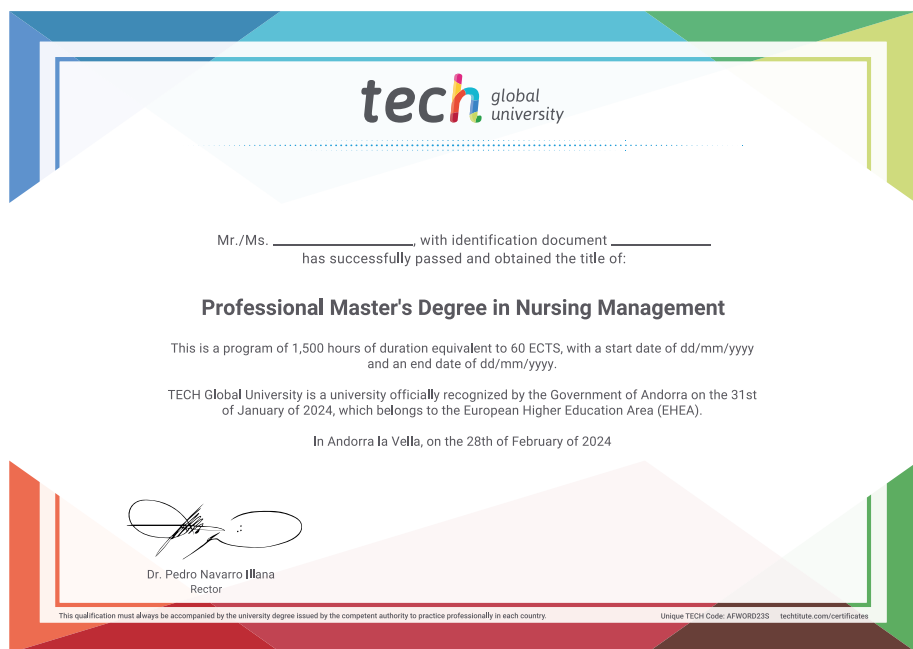 tech global
university
Mr./Ms. ____________, with identification document ____________
has successfully passed and obtained the title of:
Professional Master's Degree in Nursing Management
This is a program of 1,500 hours of duration equivalent to 60 ECTS, with a start date of dd/mm/yyyy
and an end date of dd/mm/yyyy.
TECH Global University is a university officially recognized by the Government of Andorra on the 31st
of January of 2024, which belongs to the European Higher Education Area (EHEA).
In Andorra la Vella, on the 28th of February of 2024
Dr. Pedro Navarro Illana
Rector
This qualification must always be accompanied by the university degree issued by the competent authority to practice professionally in each country. Unique TECH Code: AFWORD23S techtitute.com/certificates